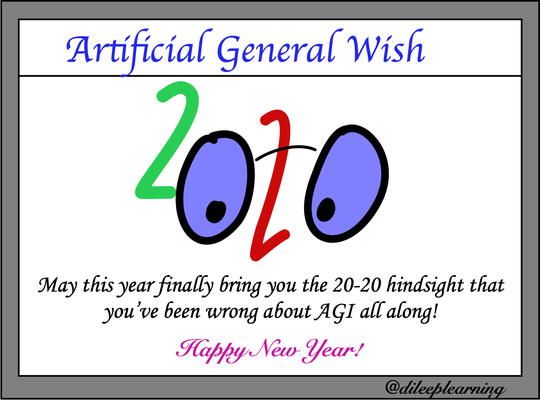 Artificial General Wish
2020
May this year finally bring you the 20-20 hindsight that
you've been wrong about AGI all along!
Happy New Year!
@dileeplearning